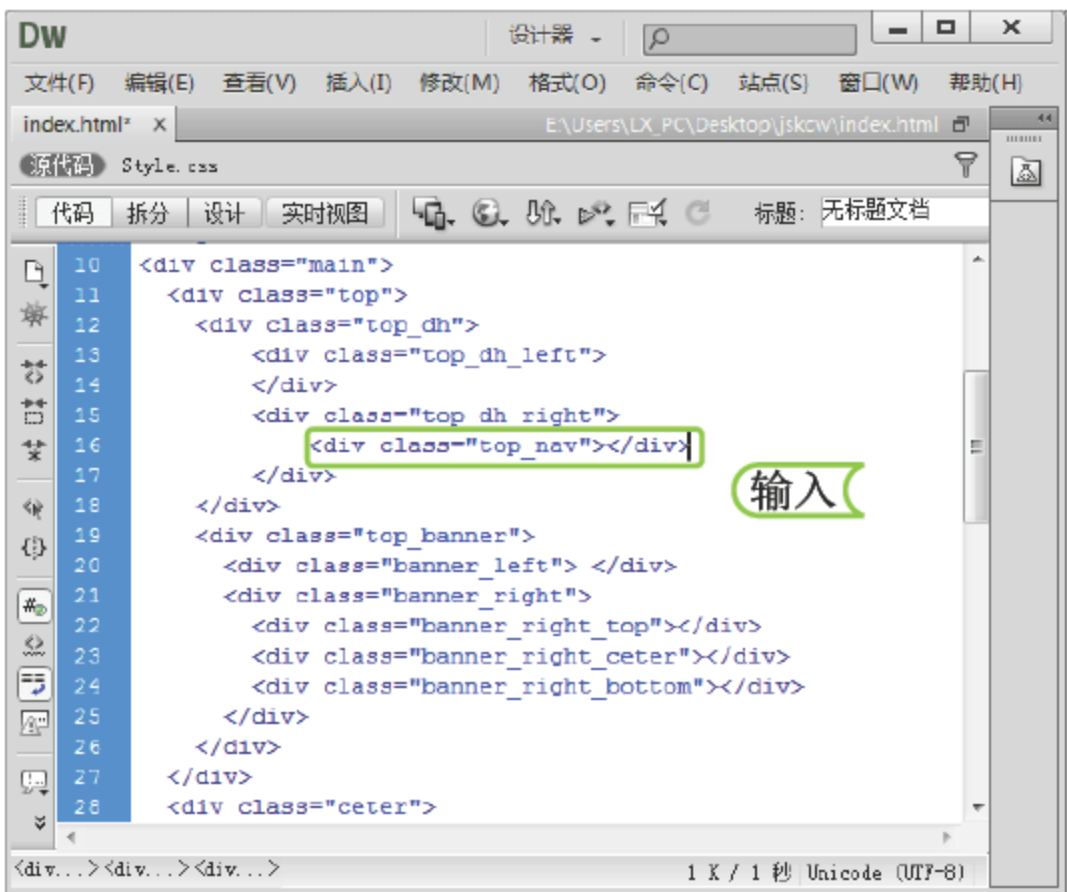 Dw 设计器
文件(F) 编辑(E) 查看(V) 插入(I) 修改(M) 格式(O) 命令(C) 站点(S) 窗口(W) 帮助(H)
index.html* X E:\Users\LX_PC\Desktop\jskcw\index.html
源代码 Style.css
代码 拆分 设计 实时视图 标题: 无标题文档
10 <div class="main">
11 <div class="top">
12 <div class="top_dh">
13 <div class="top_dh_left">
14 </div>
15 <div class="top_dh_right">
16 <div class="top_nav"></div>
17 </div>
输入
18 </div>
19 <div class="top_banner">
20 <div class="banner_left"> </div>
21 <div class="banner_right">
22 <div class="banner_right_top"></div>
23 <div class="banner_right_ceter"></div>
24 <div class="banner_right_bottom"></div>
25 </div>
26 </div>
27 </div>
28 <div class="ceter">
<div...><div...><div...> 1 K / 1 秒 Unicode (UTF-8)